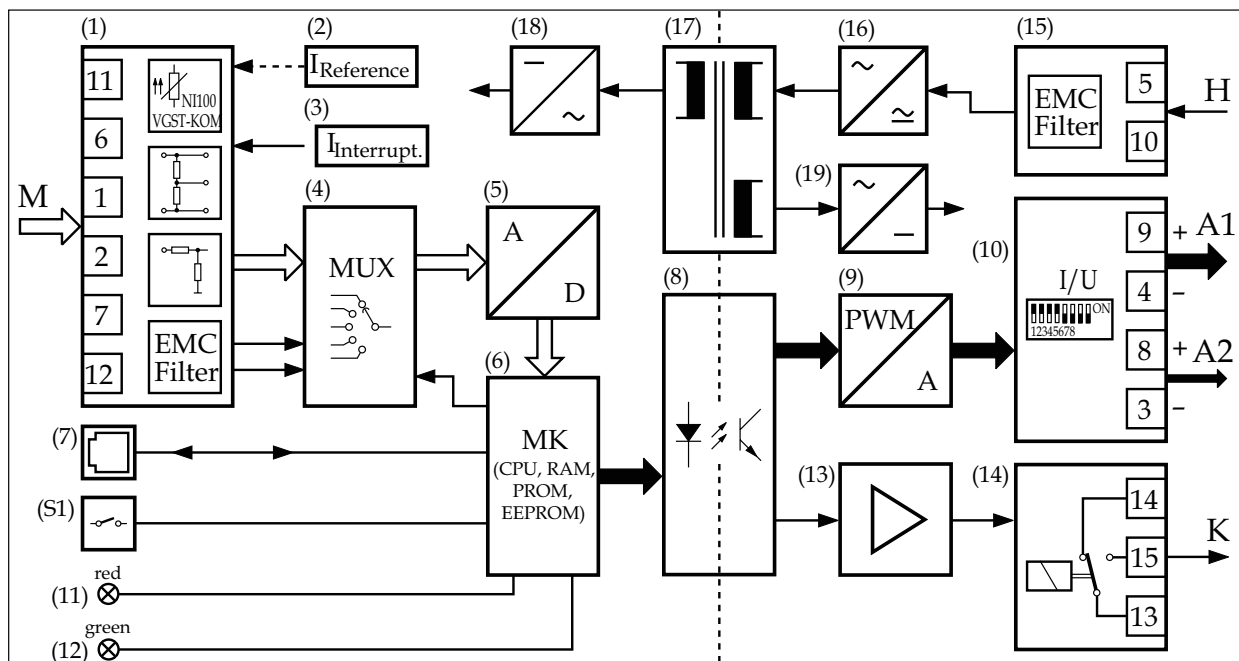 (1)
(2)
(18)
(17)
(16)
(15)
11
NI100
VGST-KOM
I Reference
(3)
I Interrupt.
−
~
~
≃
EMC
Filter
5
10
H
6
1
M
2
7
12
EMC
Filter
(4)
MUX
(5)
A
D
(19)
~
−
(10)
9
+
A1
I/U
ON
12345678
4
−
8
+
A2
3
−
(8)
(9)
PWM
A
(6)
MK
(CPU, RAM,
PROM,
EEPROM)
(7)
(S1)
(13)
(14)
14
15
K
13
red
(11)
green
(12)